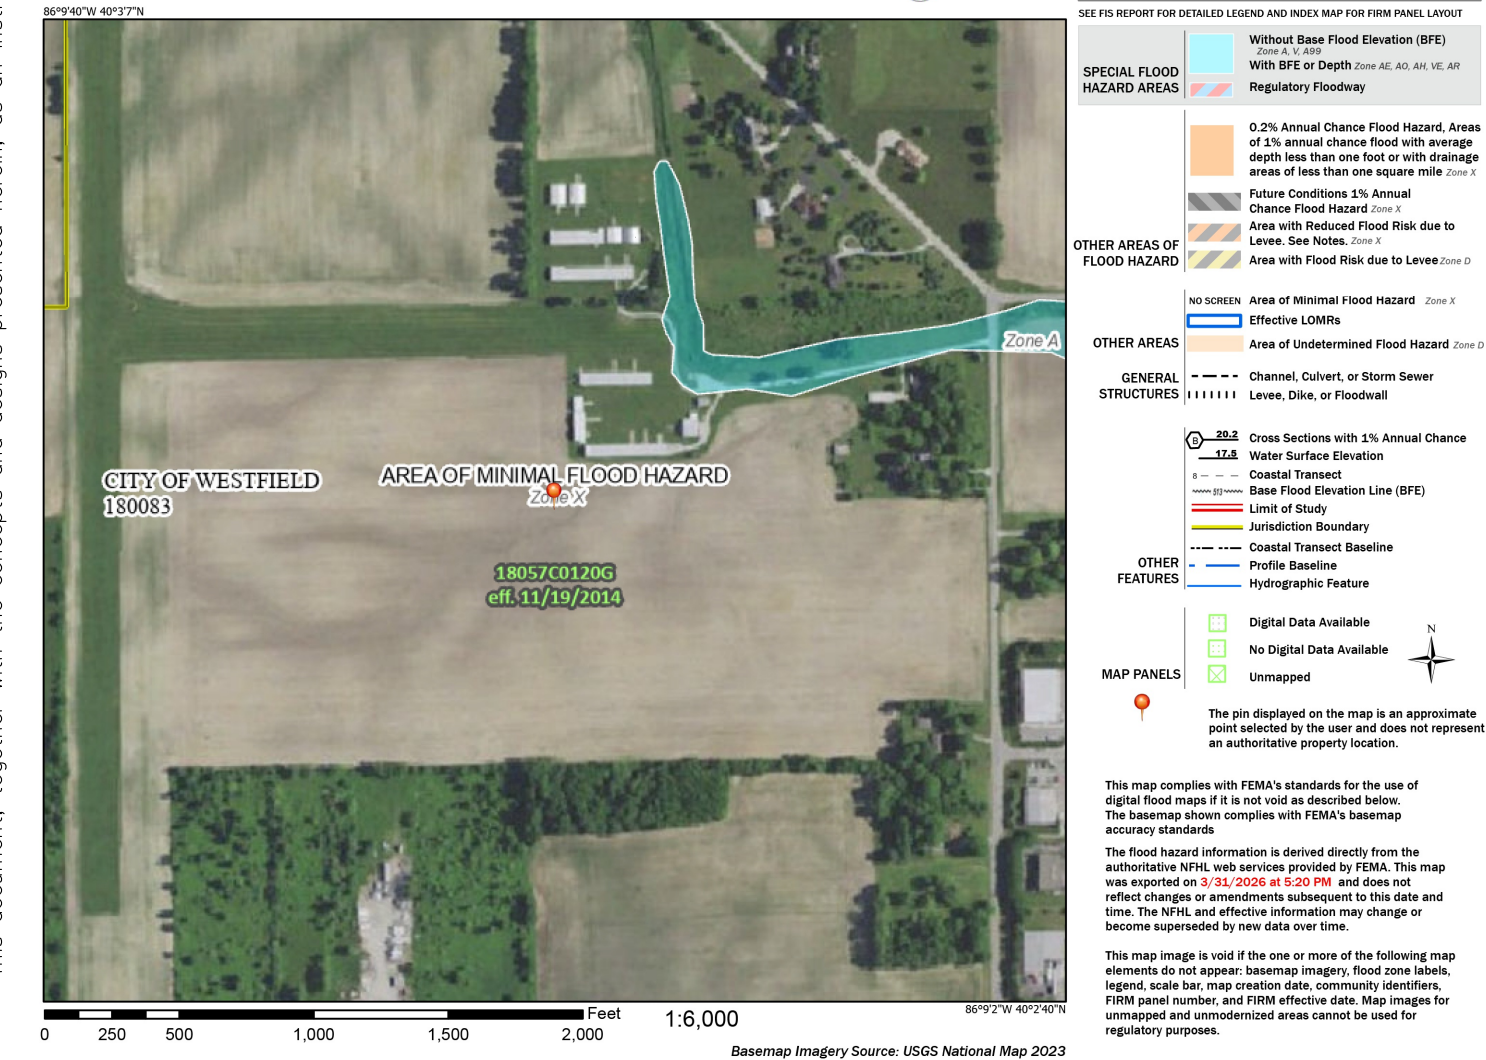 86°9'40"W 40°3'7"N
SEE FIS REPORT FOR DETAILED LEGEND AND INDEX MAP FOR FIRM PANEL LAYOUT
SPECIAL FLOOD
HAZARD AREAS
Without Base Flood Elevation (BFE)
Zone A, V, A99
With BFE or Depth Zone AE, AO, AH, VE, AR
Regulatory Floodway
OTHER AREAS OF
FLOOD HAZARD
0.2% Annual Chance Flood Hazard, Areas
of 1% annual chance flood with average
depth less than one foot or with drainage
areas of less than one square mile Zone X
Future Conditions 1% Annual
Chance Flood Hazard Zone X
Area with Reduced Flood Risk due to
Levee. See Notes. Zone X
Area with Flood Risk due to Levee Zone D
OTHER AREAS
NO SCREEN Area of Minimal Flood Hazard Zone X
Effective LOMRs
Area of Undetermined Flood Hazard Zone D
GENERAL
STRUCTURES
Channel, Culvert, or Storm Sewer
Levee, Dike, or Floodwall
OTHER
FEATURES
B 20.2 Cross Sections with 1% Annual Chance
17.5 Water Surface Elevation
8 Coastal Transect
513 Base Flood Elevation Line (BFE)
Limit of Study
Jurisdiction Boundary
Coastal Transect Baseline
Profile Baseline
Hydrographic Feature
MAP PANELS
Digital Data Available
No Digital Data Available
Unmapped
N
The pin displayed on the map is an approximate
point selected by the user and does not represent
an authoritative property location.
This map complies with FEMA's standards for the use of
digital flood maps if it is not void as described below.
The basemap shown complies with FEMA's basemap
accuracy standards
The flood hazard information is derived directly from the
authoritative NFHL web services provided by FEMA. This map
was exported on 3/31/2026 at 5:20 PM and does not
reflect changes or amendments subsequent to this date and
time. The NFHL and effective information may change or
become superseded by new data over time.
This map image is void if the one or more of the following map
elements do not appear: basemap imagery, flood zone labels,
legend, scale bar, map creation date, community identifiers,
FIRM panel number, and FIRM effective date. Map images for
unmapped and unmodernized areas cannot be used for
regulatory purposes.
Zone A
CITY OF WESTFIELD
180083
AREA OF MINIMAL FLOOD HAZARD
Zone X
18057C0120G
eff. 11/19/2014
86°9'2"W 40°2'40"N
Feet
0 250 500 1,000 1,500 2,000
1:6,000
Basemap Imagery Source: USGS National Map 2023